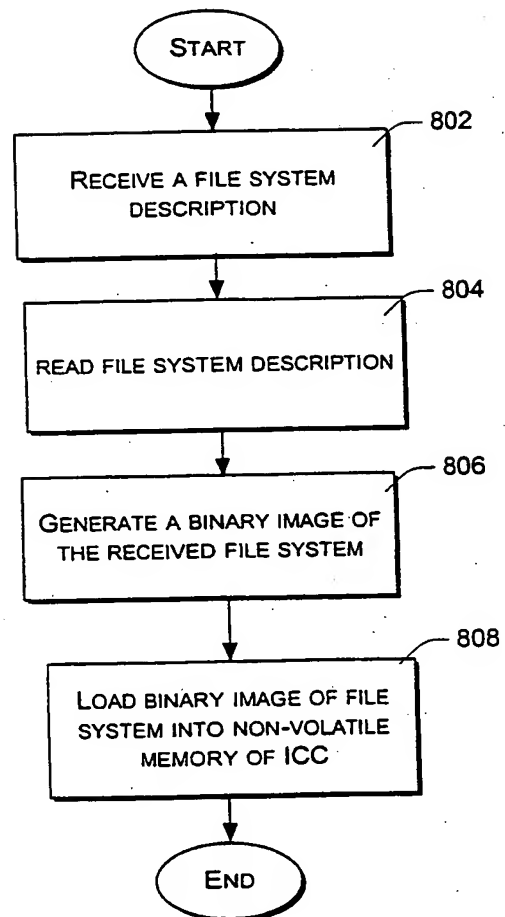 START
802
RECEIVE A FILE SYSTEM
DESCRIPTION
804
READ FILE SYSTEM DESCRIPTION
806
GENERATE A BINARY IMAGE OF
THE RECEIVED FILE SYSTEM
808
LOAD BINARY IMAGE OF FILE
SYSTEM INTO NON-VOLATILE
MEMORY OF ICC
END